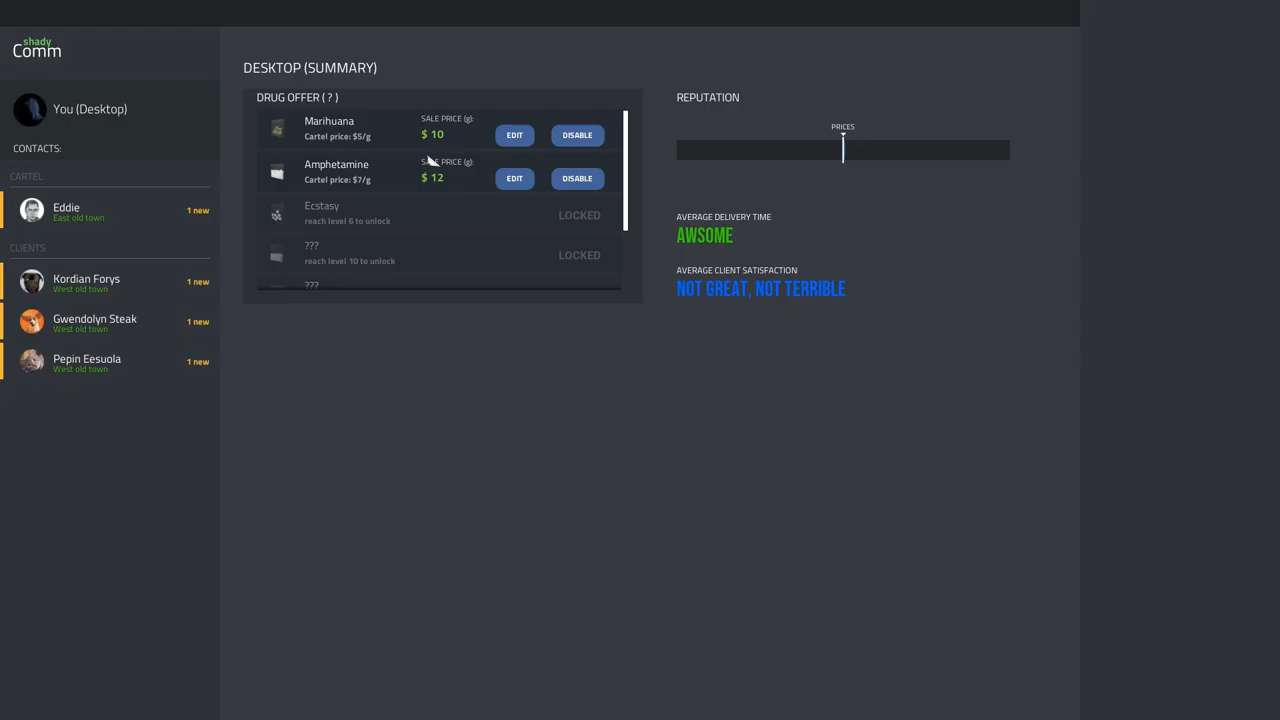 shady
Comm
You (Desktop)
CONTACTS:
CARTEL
Eddie
East old town
1 new
CLIENTS
Kordian Forys
West old town
1 new
Gwendolyn Steak
West old town
1 new
Pepin Eesuola
West old town
1 new
DESKTOP (SUMMARY)
DRUG OFFER ( ? )
Marihuana
Cartel price: $5/g
SALE PRICE (g):
$ 10
EDIT
DISABLE
Amphetamine
Cartel price: $7/g
SALE PRICE (g):
$ 12
EDIT
DISABLE
Ecstasy
reach level 6 to unlock
LOCKED
???
reach level 10 to unlock
LOCKED
???
REPUTATION
PRICES
AVERAGE DELIVERY TIME
AWSOME
AVERAGE CLIENT SATISFACTION
NOT GREAT, NOT TERRIBLE